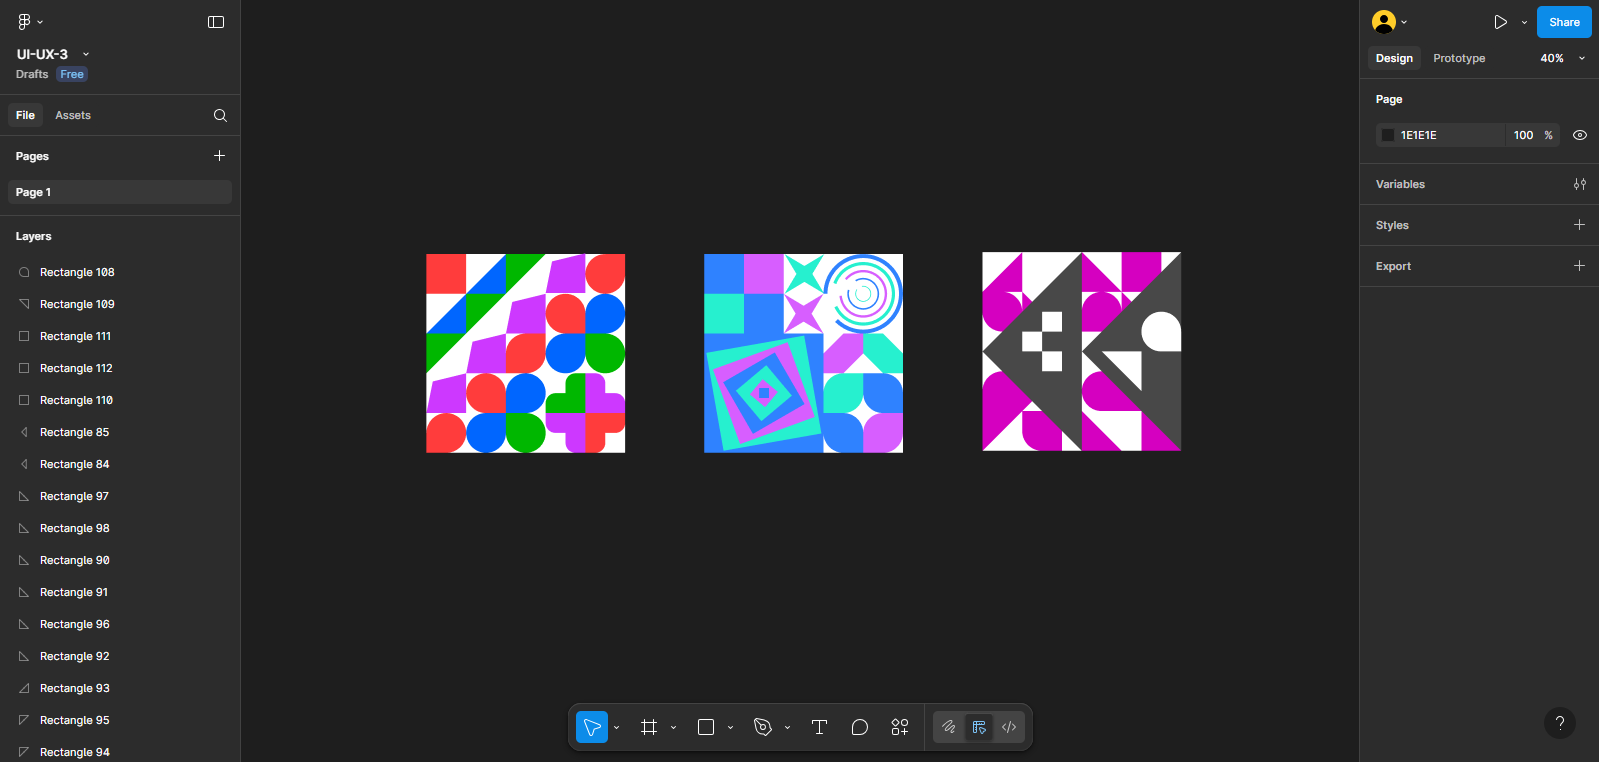 UI-UX-3
Drafts Free
File Assets
Pages
Page 1
Layers
Rectangle 108
Rectangle 109
Rectangle 111
Rectangle 112
Rectangle 110
Rectangle 85
Rectangle 84
Rectangle 97
Rectangle 98
Rectangle 90
Rectangle 91
Rectangle 96
Rectangle 92
Rectangle 93
Rectangle 95
Rectangle 94
Share
Design Prototype 40%
Page
1E1E1E 100 %
Variables
Styles
Export
?